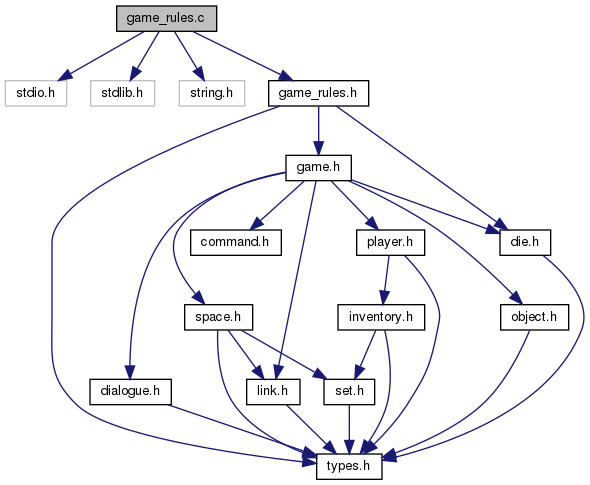 game_rules.c
stdio.h
stdlib.h
string.h
game_rules.h
game.h
command.h
player.h
die.h
space.h
inventory.h
object.h
dialogue.h
link.h
set.h
types.h